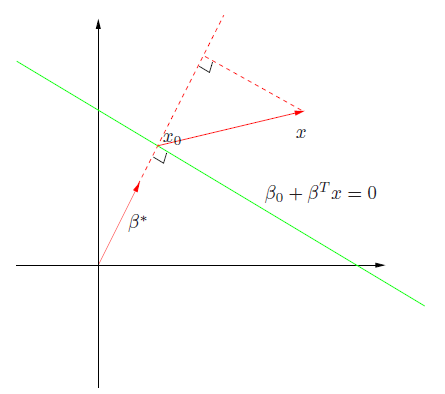 x₀
x
β₀ + βᵀx = 0
β*